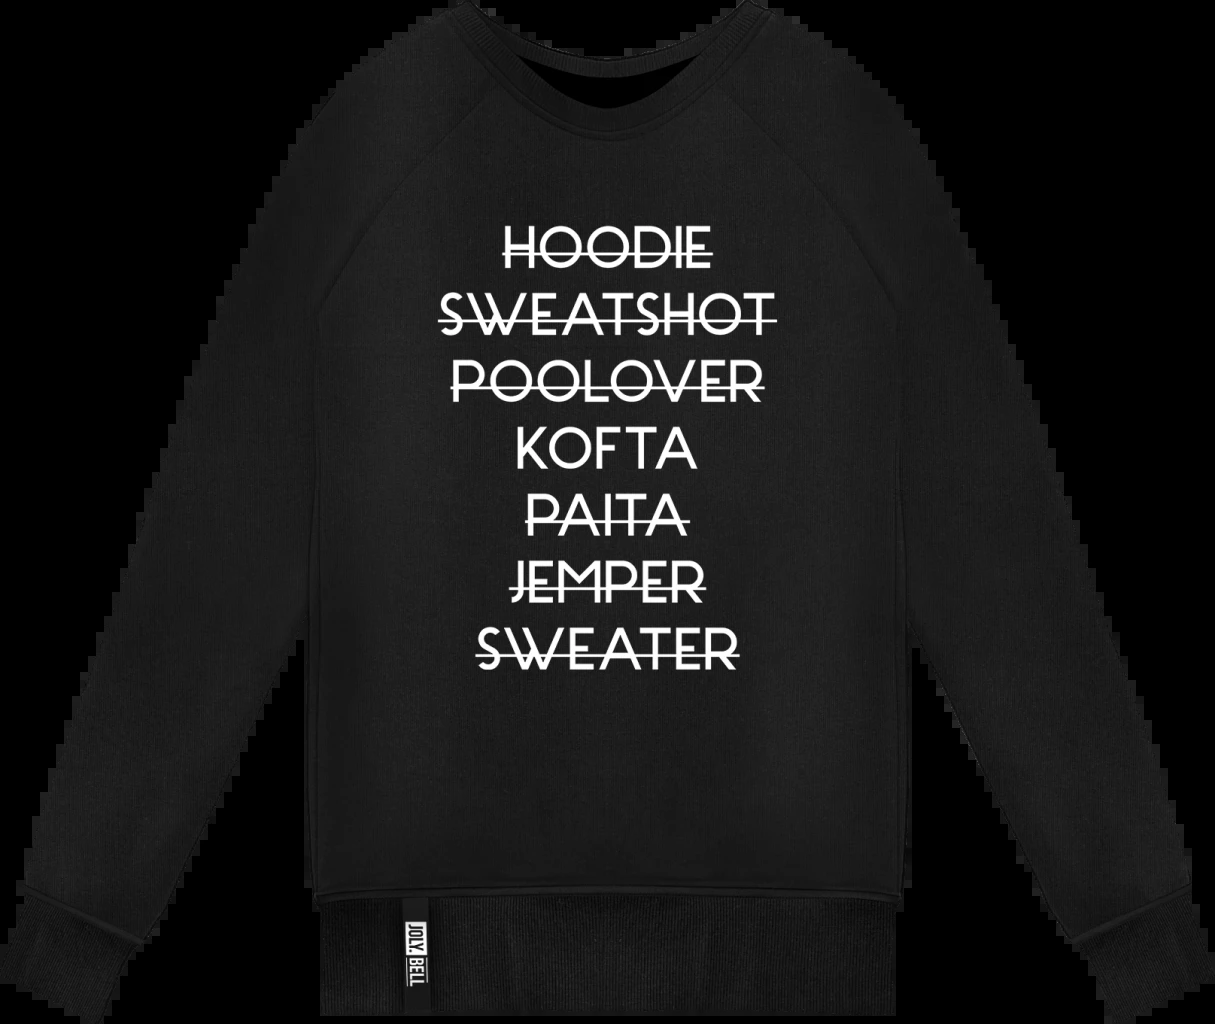 HOODIE
SWEATSHOT
POOLOVER
KOFTA
PAITA
JEMPER
SWEATER
JOLY. BELL